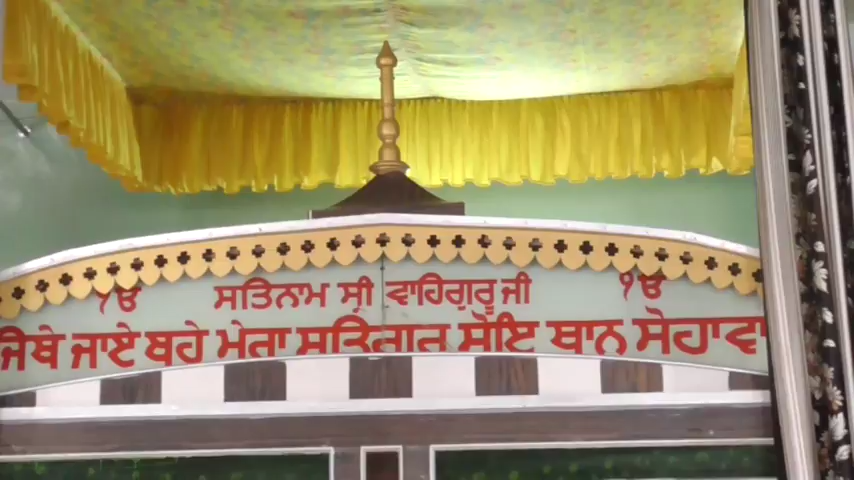 ੴ ਸਤਿਨਾਮ ਸ੍ਰੀ ਵਾਹਿਗੁਰੂ ਜੀ ੴ
ਜਿਥੇ ਜਾਏ ਬਹੇ ਮੇਰਾ ਸਤਿਗੁਰੂ ਸੋਇ ਥਾਨ ਸੋਹਾਵਾ